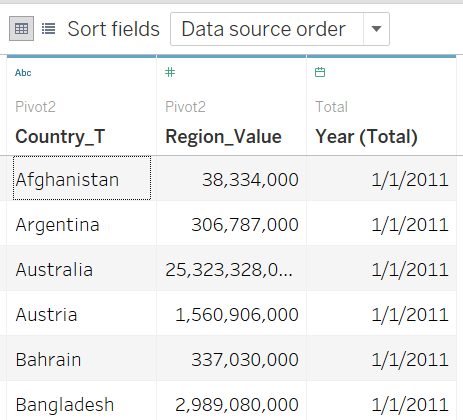 Sort fields Data source order
Abc #
Pivot2 Pivot2 Total
Country_T Region_Value Year (Total)
Afghanistan 38,334,000 1/1/2011
Argentina 306,787,000 1/1/2011
Australia 25,323,328,0... 1/1/2011
Austria 1,560,906,000 1/1/2011
Bahrain 337,030,000 1/1/2011
Bangladesh 2,989,080,000 1/1/2011